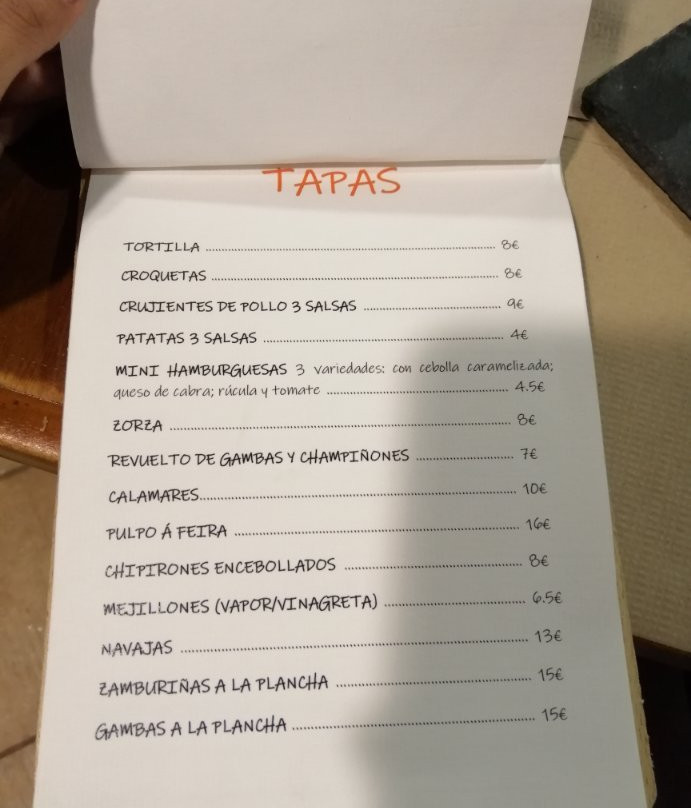 TAPAS
TORTILLA ........ 8€
CROQUETAS ........ 8€
CRUJIENTES DE POLLO 3 SALSAS ........ 9€
PATATAS 3 SALSAS ........ 4€
MINI HAMBURGUESAS 3 variedades: con cebolla caramelizada;
queso de cabra; rúcula y tomate ........ 4.5€
ZORZA ........ 8€
REVUELTO DE GAMBAS Y CHAMPIÑONES ........ 7€
CALAMARES........ 10€
PULPO Á FEIRA ........ 16€
CHIPIRONES ENCEBOLLADOS ........ 8€
MEJILLONES (VAPOR/VINAGRETA) ........ 6.5€
NAVAJAS ........ 13€
ZAMBURIÑAS A LA PLANCHA ........ 15€
GAMBAS A LA PLANCHA ........ 15€